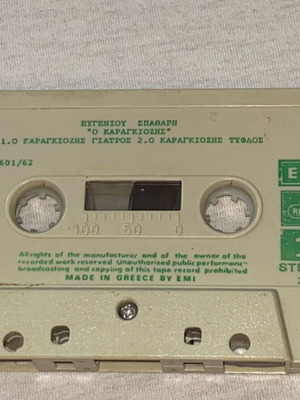 ΕΥΓΕΝΙΟΥ ΣΠΑΘΑΡΗ
"Ο ΚΑΡΑΓΚΙΟΖΗΣ"
1.Ο ΓΑΡΑΓΚΙΟΖΗΣ ΓΙΑΤΡΟΣ 2.Ο ΚΑΡΑΓΚΙΟΖΗΣ ΤΥΦΛΟΣ
601/62
100 50 0
All rights of the manufacturer and of the owner of the
recorded work reserved Unauthorised public performance
broadcasting and copying of this tape record prohibited
MADE IN GREECE BY EMI